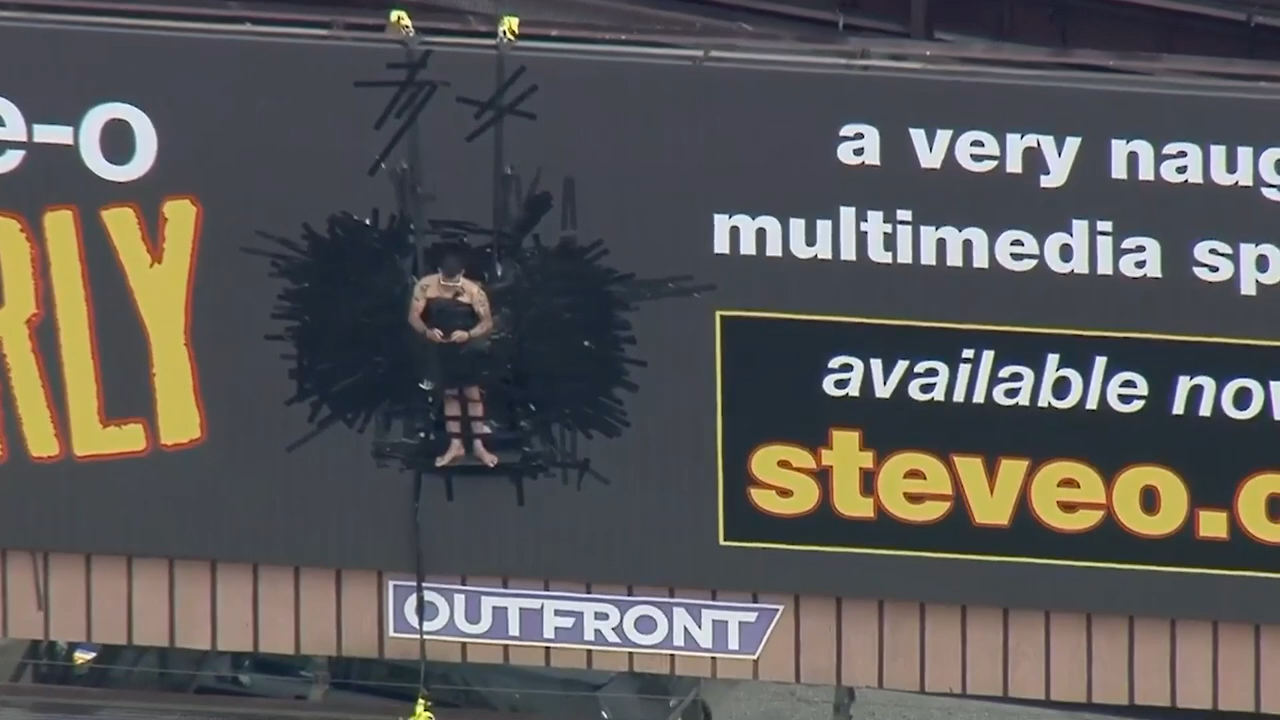 e-o
RLY
a very naug
multimedia sp
available now
steveo.c
OUTFRONT